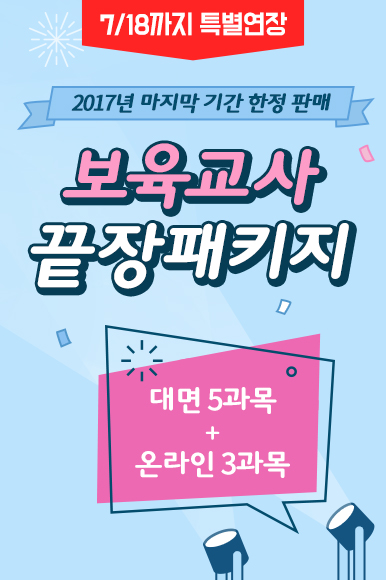 7/18까지 특별연장
2017년 마지막 기간 한정 판매
보육교사
끝장패키지
대면 5과목
+
온라인 3과목